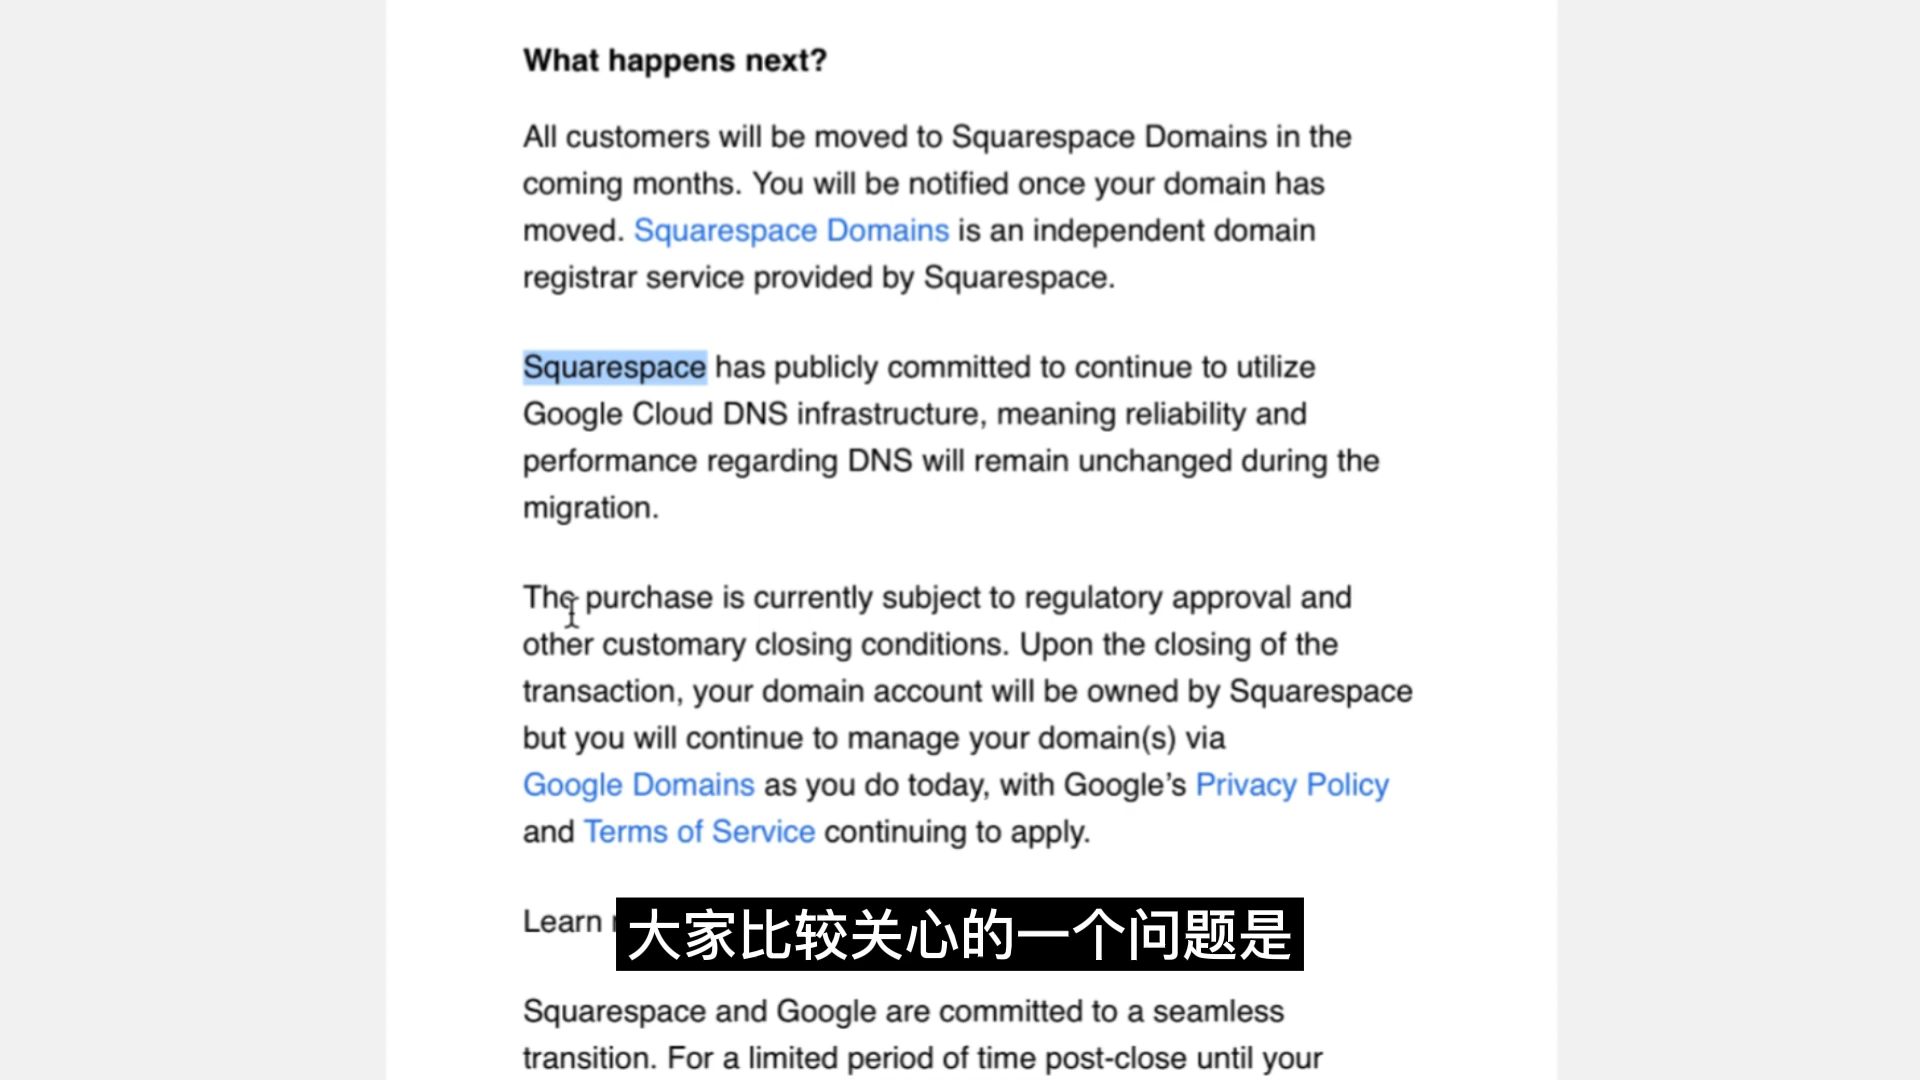 What happens next?
All customers will be moved to Squarespace Domains in the
coming months. You will be notified once your domain has
moved. Squarespace Domains is an independent domain
registrar service provided by Squarespace.
Squarespace has publicly committed to continue to utilize
Google Cloud DNS infrastructure, meaning reliability and
performance regarding DNS will remain unchanged during the
migration.
The purchase is currently subject to regulatory approval and
other customary closing conditions. Upon the closing of the
transaction, your domain account will be owned by Squarespace
but you will continue to manage your domain(s) via
Google Domains as you do today, with Google’s Privacy Policy
and Terms of Service continuing to apply.
Learn
大家比较关心的一个问题是
Squarespace and Google are committed to a seamless
transition. For a limited period of time post-close until your